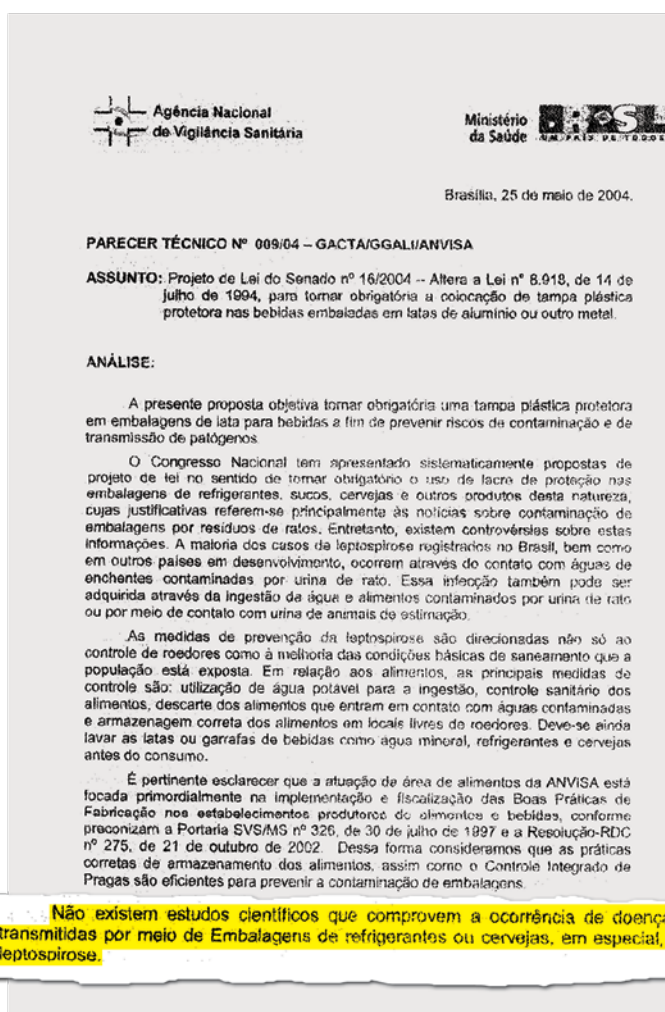 Agência Nacional
de Vigilância Sanitária
Ministério
da Saúde
BRASIL
UM PAÍS DE TODOS
Brasília, 25 de maio de 2004.
PARECER TÉCNICO Nº 009/04 – GACTA/GGALI/ANVISA
ASSUNTO: Projeto de Lei do Senado nº 16/2004 -- Altera a Lei nº 8.918, de 14 de
julho de 1994, para tornar obrigatória a colocação de tampa plástica
protetora nas bebidas embaladas em latas de alumínio ou outro metal.
ANÁLISE:
A presente proposta objetiva tornar obrigatória uma tampa plástica protetora
em embalagens de lata para bebidas a fim de prevenir riscos de contaminação e de
transmissão de patógenos.
O Congresso Nacional tem apresentado sistematicamente propostas de
projeto de lei no sentido de tornar obrigatório o uso de lacre de proteção nas
embalagens de refrigerantes, sucos, cervejas e outros produtos desta natureza,
cujas justificativas referem-se principalmente às notícias sobre contaminação de
embalagens por resíduos de ratos. Entretanto, existem controvérsias sobre estas
informações. A maioria dos casos de leptospirose registrados no Brasil, bem como
em outros países em desenvolvimento, ocorrem através do contato com águas de
enchentes contaminadas por urina de rato. Essa infecção também pode ser
adquirida através da ingestão da água e alimentos contaminados por urina de rato
ou por meio de contato com urina de animais de estimação.
As medidas de prevenção da leptospirose são direcionadas não só ao
controle de roedores como à melhoria das condições básicas de saneamento que a
população está exposta. Em relação aos alimentos, as principais medidas de
controle são: utilização de água potável para a ingestão, controle sanitário dos
alimentos, descarte dos alimentos que entram em contato com águas contaminadas
e armazenagem correta dos alimentos em locais livres de roedores. Deve-se ainda
lavar as latas ou garrafas de bebidas como água mineral, refrigerantes e cervejas
antes do consumo.
É pertinente esclarecer que a atuação da área de alimentos da ANVISA está
focada primordialmente na implementação e fiscalização das Boas Práticas de
Fabricação nos estabelecimentos produtores de alimentos e bebidas, conforme
preconizam a Portaria SVS/MS nº 326, de 30 de julho de 1997 e a Resolução-RDC
nº 275, de 21 de outubro de 2002. Dessa forma consideramos que as práticas
corretas de armazenamento dos alimentos, assim como o Controle Integrado de
Pragas são eficientes para prevenir a contaminação de embalagens.
Não existem estudos científicos que comprovem a ocorrência de doença
transmitidas por meio de Embalagens de refrigerantes ou cervejas, em especial,
leptospirose.